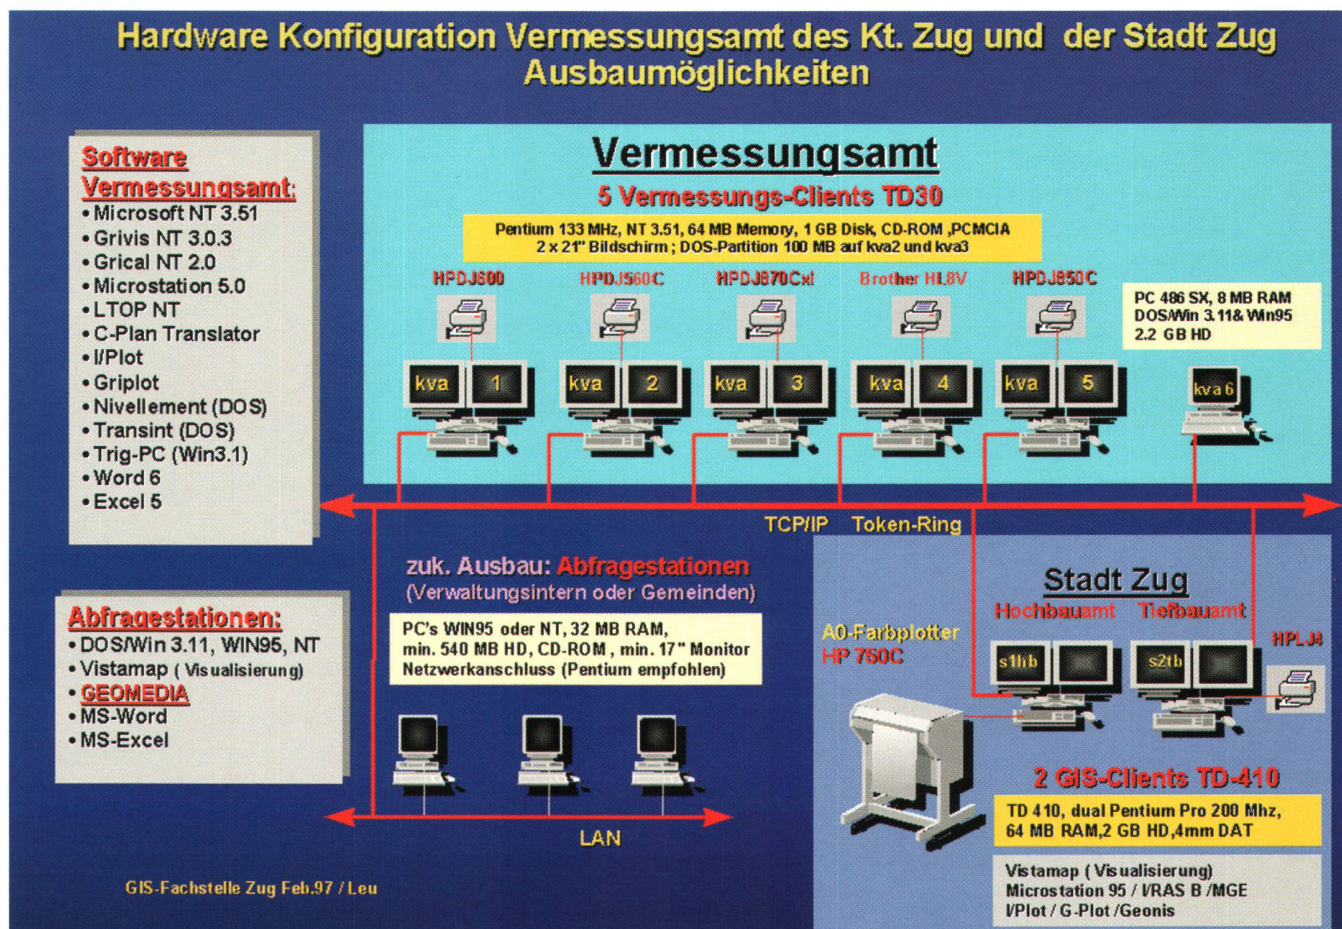 Hardware Konfiguration Vermessungsamt des Kt. Zug und der Stadt Zug
Ausbaumöglichkeiten
Software
Vermessungsamt:
• Microsoft NT 3.51
• Grivis NT 3.0.3
• Grical NT 2.0
• Microstation 5.0
• LTOP NT
• C-Plan Translator
• I/Plot
• Griplot
• Nivellement (DOS)
• Transint (DOS)
• Trig-PC (Win3.1)
• Word 6
• Excel 5
Vermessungsamt
5 Vermessungs-Clients TD30
Pentium 133 MHz, NT 3.51, 64 MB Memory, 1 GB Disk, CD-ROM ,PCMCIA
2 x 21" Bildschirm ; DOS-Partition 100 MB auf kva2 und kva3
HPDJ600
HPDJ560C
HPDJ870Cxi
Brother HL8V
HPDJ850C
PC 486 SX, 8 MB RAM
DOS/Win 3.11& Win95
2.2 GB HD
kva 1
kva 2
kva 3
kva 4
kva 5
kva 6
TCP/IP Token-Ring
zuk. Ausbau: Abfragestationen
(Verwaltungsintern oder Gemeinden)
PC's WIN95 oder NT, 32 MB RAM,
min. 540 MB HD, CD-ROM , min. 17" Monitor
Netzwerkanschluss (Pentium empfohlen)
LAN
Abfragestationen:
• DOS/Win 3.11, WIN95, NT
• Vistamap ( Visualisierung)
• GEOMEDIA
• MS-Word
• MS-Excel
Stadt Zug
Hochbauamt Tiefbauamt
A0-Farbplotter
HP 750C
s1hb
s2tb
HPLJ4
2 GIS-Clients TD-410
TD 410, dual Pentium Pro 200 Mhz,
64 MB RAM,2 GB HD,4mm DAT
Vistamap ( Visualisierung)
Microstation 95 / I/RAS B /MGE
I/Plot / G-Plot /Geonis
GIS-Fachstelle Zug Feb.97 / Leu